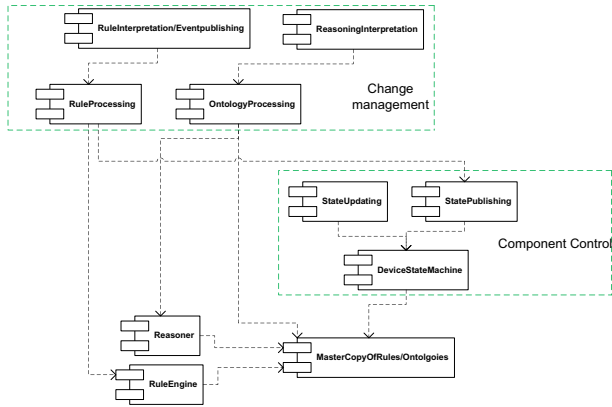 RuleInterpretation/Eventpublishing
ReasoningInterpretation
RuleProcessing
OntologyProcessing
Change
management
StateUpdating
StatePublishing
Component Control
DeviceStateMachine
Reasoner
MasterCopyOfRules/Ontolgoies
RuleEngine